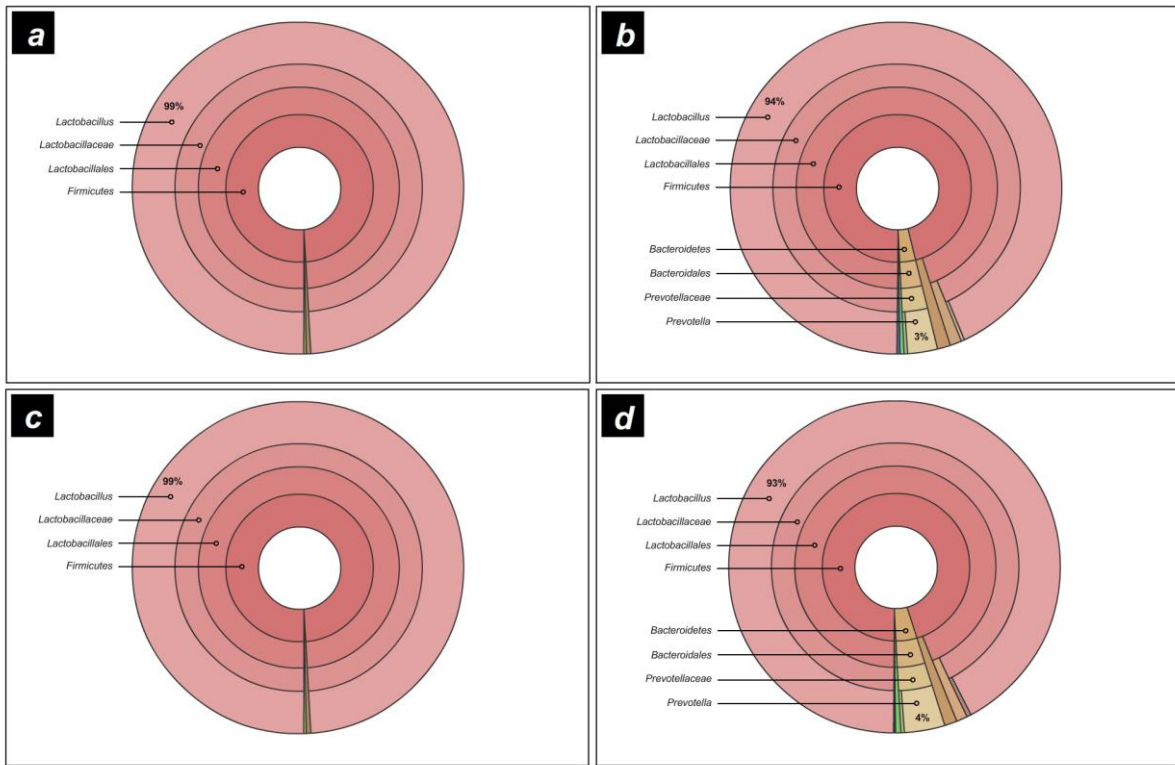 a
99%
Lactobacillus
Lactobacillaceae
Lactobacillales
Firmicutes
b
94%
Lactobacillus
Lactobacillaceae
Lactobacillales
Firmicutes
Bacteroidetes
Bacteroidales
Prevotellaceae
Prevotella
3%
c
99%
Lactobacillus
Lactobacillaceae
Lactobacillales
Firmicutes
d
93%
Lactobacillus
Lactobacillaceae
Lactobacillales
Firmicutes
Bacteroidetes
Bacteroidales
Prevotellaceae
Prevotella
4%